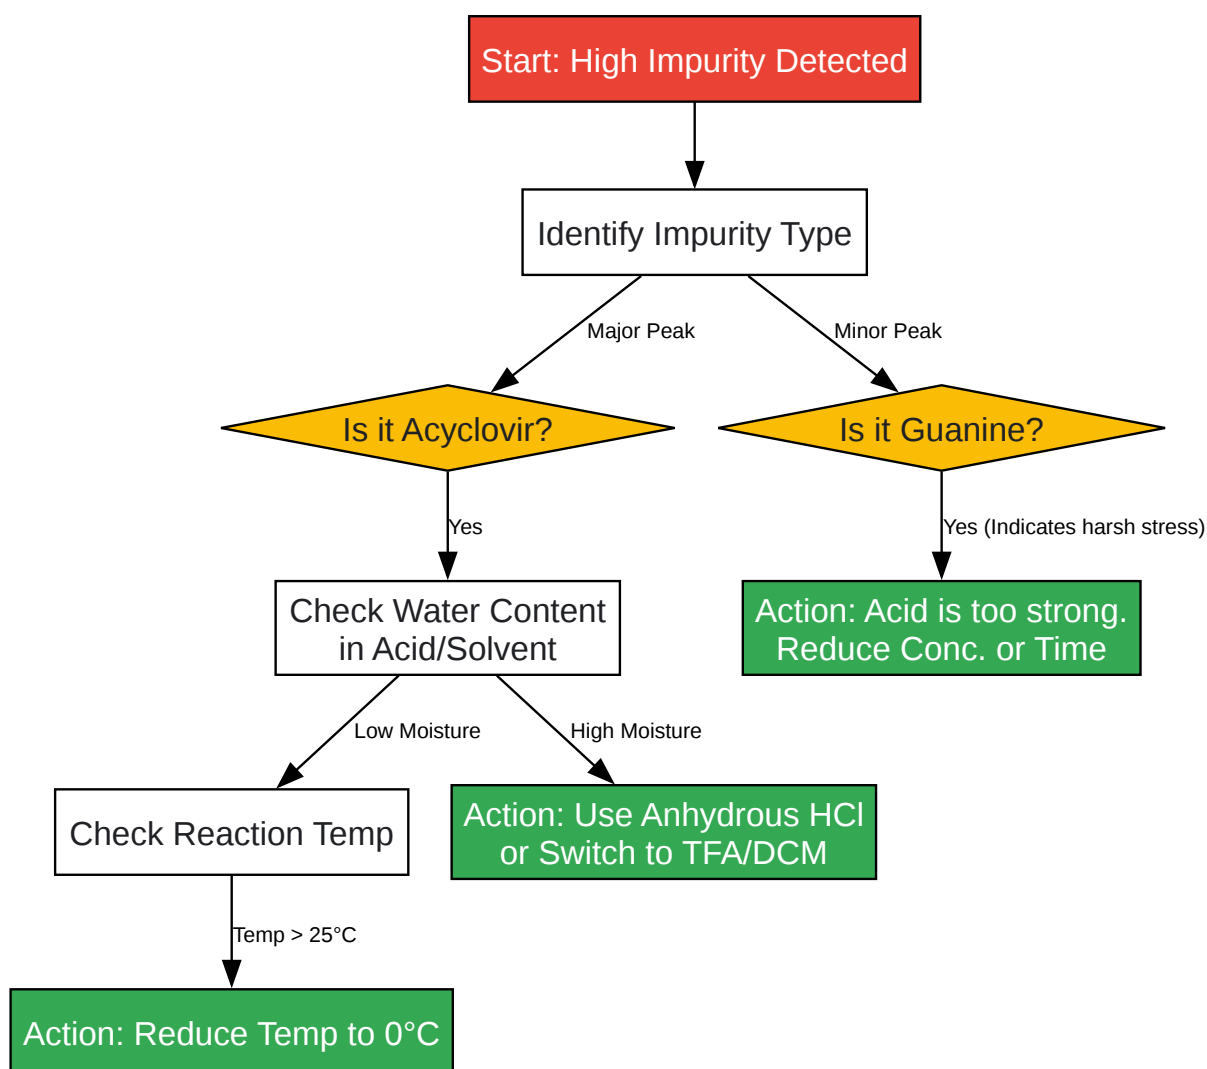 Start: High Impurity Detected
Identify Impurity Type
Major Peak
Minor Peak
Is it Acyclovir?
Is it Guanine?
Yes
Yes (Indicates harsh stress)
Check Water Content
in Acid/Solvent
Action: Acid is too strong.
Reduce Conc. or Time
Low Moisture
High Moisture
Check Reaction Temp
Action: Use Anhydrous HCl
or Switch to TFA/DCM
Temp > 25°C
Action: Reduce Temp to 0°C